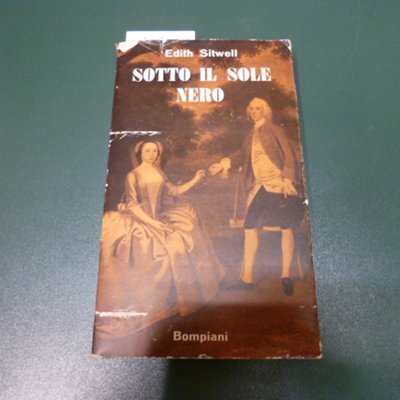 Edith Sitwell
SOTTO IL SOLE
NERO
Bompiani